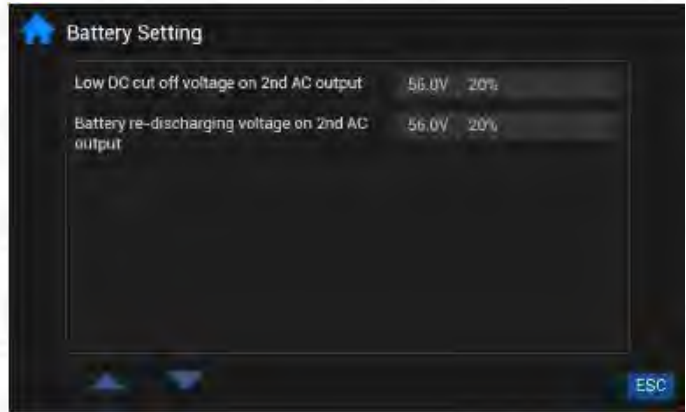 Battery Setting
Low DC cut off voltage on 2nd AC output 56.0V 20%
Battery re-discharging voltage on 2nd AC 56.0V 20%
output
ESC